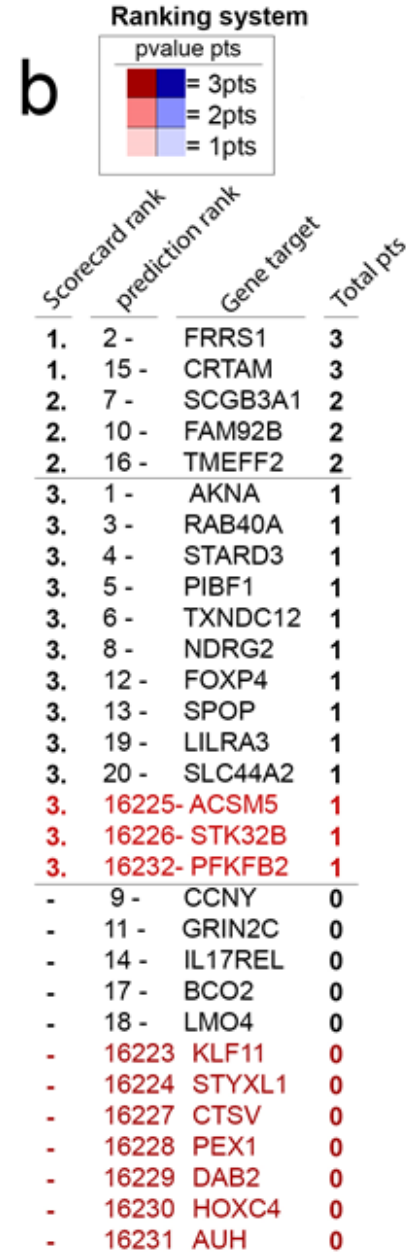 Ranking system
b
pvalue pts
= 3pts
= 2pts
= 1pts
Scorecard rank prediction rank Gene target Total pts
1. 2 - FRRS1 3
1. 15 - CRTAM 3
2. 7 - SCGB3A1 2
2. 10 - FAM92B 2
2. 16 - TMEFF2 2
3. 1 - AKNA 1
3. 3 - RAB40A 1
3. 4 - STARD3 1
3. 5 - PIBF1 1
3. 6 - TXNDC12 1
3. 8 - NDRG2 1
3. 12 - FOXP4 1
3. 13 - SPOP 1
3. 19 - LILRA3 1
3. 20 - SLC44A2 1
3. 16225- ACSM5 1
3. 16226- STK32B 1
3. 16232- PFKFB2 1
- 9 - CCNY 0
- 11 - GRIN2C 0
- 14 - IL17REL 0
- 17 - BCO2 0
- 18 - LMO4 0
- 16223 KLF11 0
- 16224 STYXL1 0
- 16227 CTSV 0
- 16228 PEX1 0
- 16229 DAB2 0
- 16230 HOXC4 0
- 16231 AUH 0